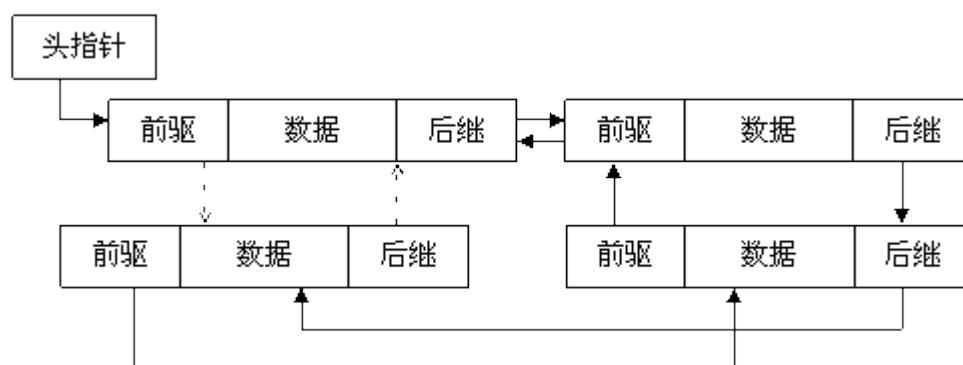 头指针
前驱 数据 后继 前驱 数据 后继
前驱 数据 后继 前驱 数据 后继